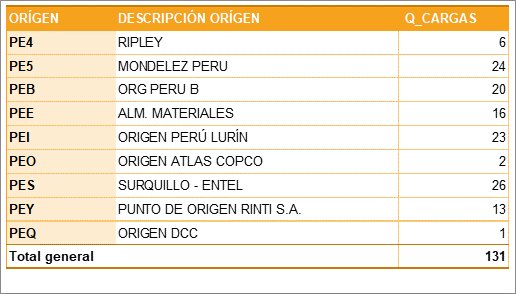 ORÍGEN DESCRIPCIÓN ORÍGEN Q_CARGAS
PE4 RIPLEY 6
PE5 MONDELEZ PERU 24
PEB ORG PERU B 20
PEE ALM. MATERIALES 16
PEI ORIGEN PERÚ LURÍN 23
PEO ORIGEN ATLAS COPCO 2
PES SURQUILLO - ENTEL 26
PEY PUNTO DE ORIGEN RINTI S.A. 13
PEQ ORIGEN DCC 1
Total general 131